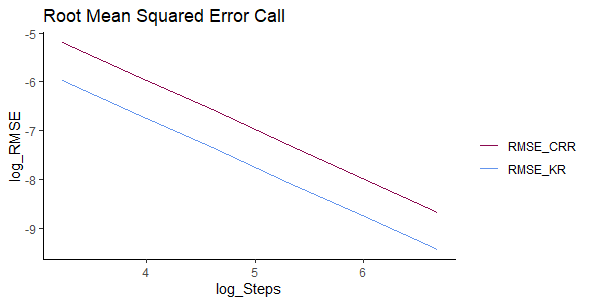 Root Mean Squared Error Call
-5
-6
-7
-8
-9
log_RMSE
4
5
6
log_Steps
RMSE_CRR
RMSE_KR